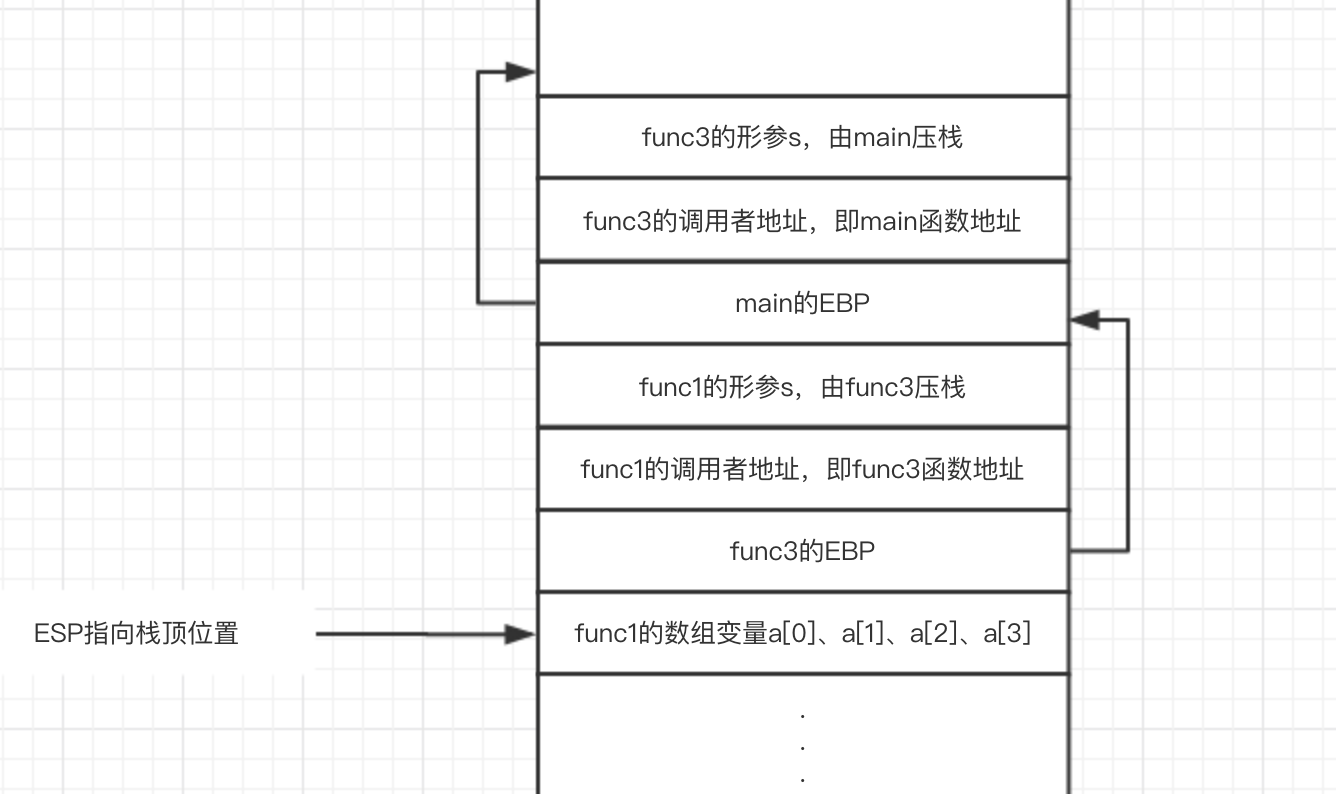 func3的形参s，由main压栈
func3的调用者地址，即main函数地址
main的EBP
func1的形参s，由func3压栈
func1的调用者地址，即func3函数地址
func3的EBP
ESP指向栈顶位置
func1的数组变量a[0]、a[1]、a[2]、a[3]
.
.
.